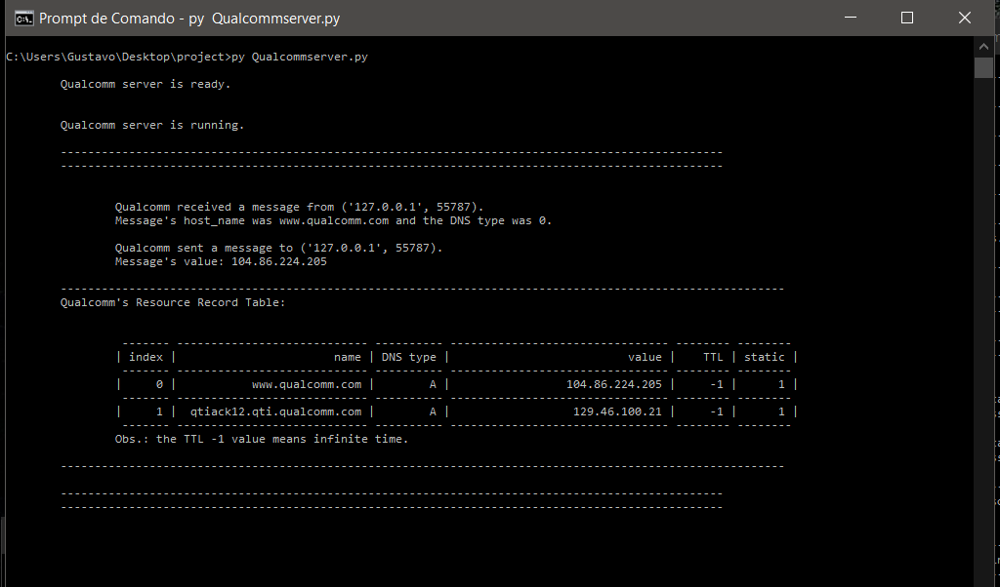 Prompt de Comando - py  Qualcommserver.py
C:\Users\Gustavo\Desktop\project>py Qualcommserver.py
Qualcomm server is ready.
Qualcomm server is running.
Qualcomm received a message from ('127.0.0.1', 55787).
Message's host_name was www.qualcomm.com and the DNS type was 0.
Qualcomm sent a message to ('127.0.0.1', 55787).
Message's value: 104.86.224.205
Qualcomm's Resource Record Table:
| index | name | DNS type | value | TTL | static |
| 0 | www.qualcomm.com | A | 104.86.224.205 | -1 | 1 |
| 1 | qtiack12.qti.qualcomm.com | A | 129.46.100.21 | -1 | 1 |
Obs.: the TTL -1 value means infinite time.